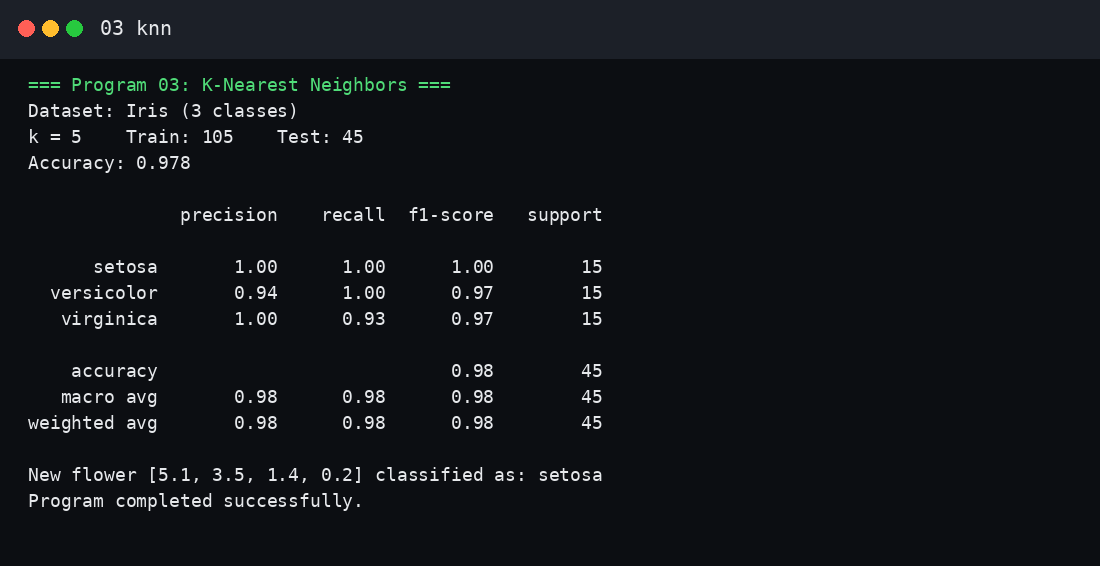 03 knn
=== Program 03: K-Nearest Neighbors ===
Dataset: Iris (3 classes)
k = 5    Train: 105    Test: 45
Accuracy: 0.978
              precision    recall  f1-score   support
      setosa       1.00      1.00      1.00        15
  versicolor       0.94      1.00      0.97        15
   virginica       1.00      0.93      0.97        15
    accuracy                           0.98        45
   macro avg       0.98      0.98      0.98        45
weighted avg       0.98      0.98      0.98        45
New flower [5.1, 3.5, 1.4, 0.2] classified as: setosa
Program completed successfully.